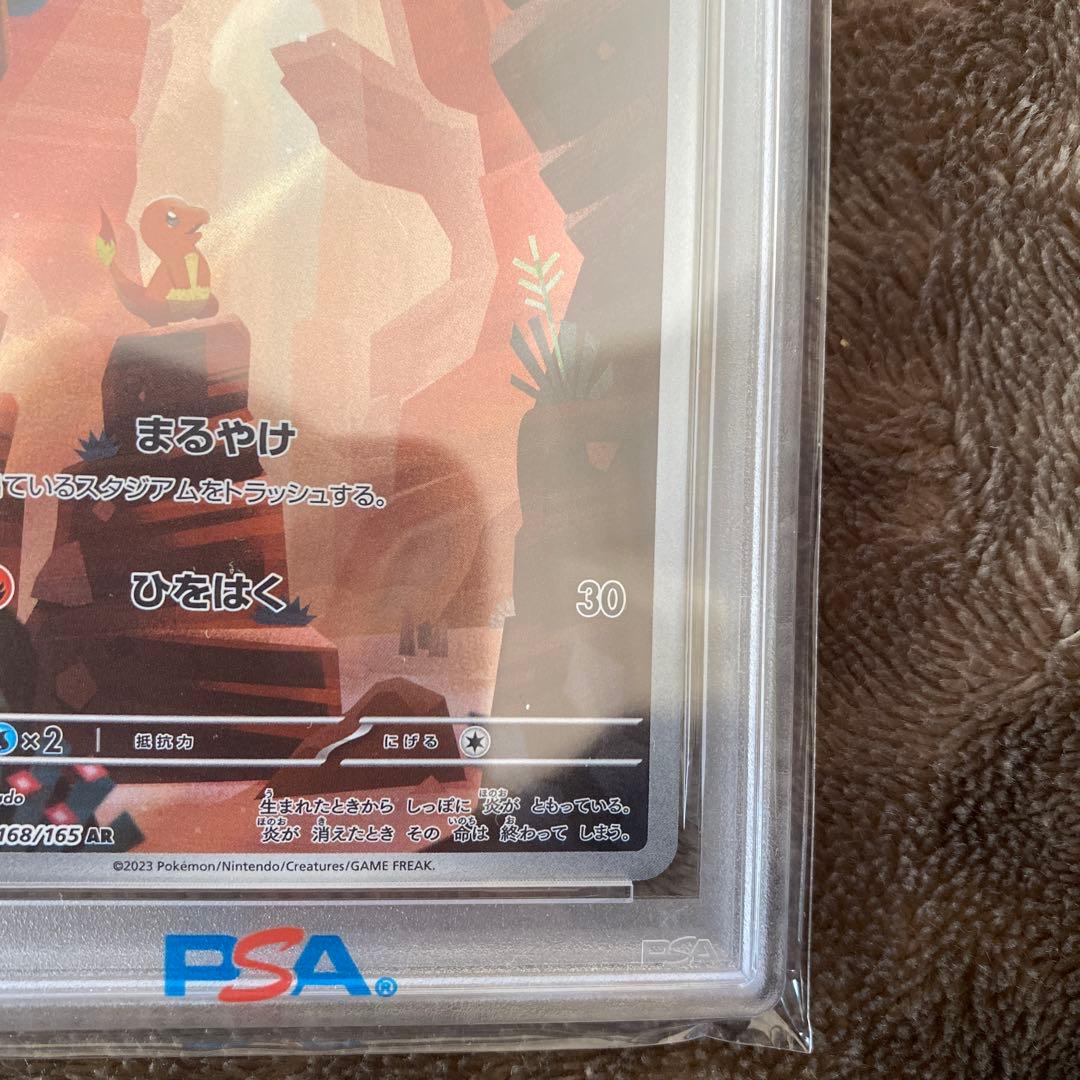 まるやけ
ているスタジアムをトラッシュする。
ひをはく 30
×2 抵抗力 にげる
生まれたときから しっぽに 炎が ともっている。
炎が 消えたとき その 命は 終わって しまう。
168/165 AR
©2023 Pokémon/Nintendo/Creatures/GAME FREAK.
PSA
PSA®